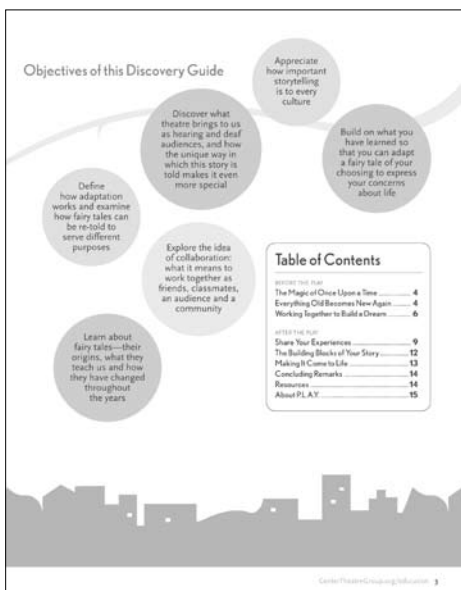 Objectives of this Discovery Guide
Appreciate
how important
storytelling
is to every
culture
Discover what
theatre brings to us
as hearing and deaf
audiences, and how
the unique way in
which this story is
told makes it even
more special
Build on what you
have learned so
that you can adapt
a fairy tale of your
choosing to express
your concerns
about life
Define
how adaptation
works and examine
how fairy tales can
be re-told to
serve different
purposes
Explore the idea
of collaboration:
what it means to
work together as
friends, classmates,
an audience and a
community
Learn about
fairy tales—their
origins, what they
teach us and how
they have changed
throughout
the years
Table of Contents
BEFORE THE PLAY
The Magic of Once Upon a Time 4
Everything Old Becomes New Again 4
Working Together to Build a Dream 6
AFTER THE PLAY
Share Your Experiences 9
The Building Blocks of Your Story 12
Making It Come to Life 13
Concluding Remarks 14
Resources 14
About P.L.A.Y. 15
CenterTheatreGroup.org/education 3